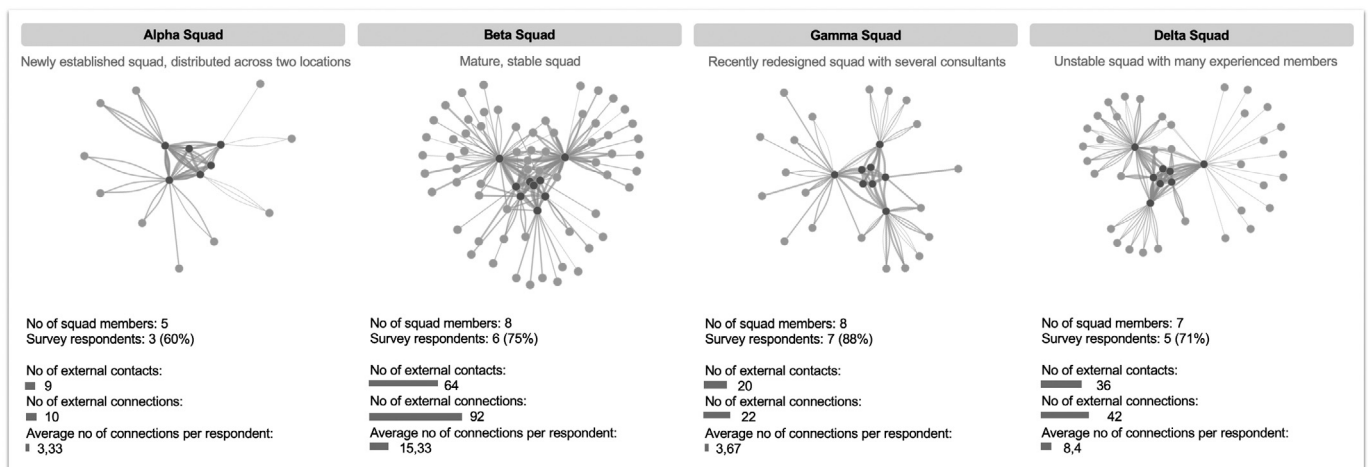 Alpha Squad
Newly established squad, distributed across two locations
No of squad members: 5
Survey respondents: 3 (60%)
No of external contacts:
9
No of external connections:
10
Average no of connections per respondent:
3,33
Beta Squad
Mature, stable squad
No of squad members: 8
Survey respondents: 6 (75%)
No of external contacts:
64
No of external connections:
92
Average no of connections per respondent:
15,33
Gamma Squad
Recently redesigned squad with several consultants
No of squad members: 8
Survey respondents: 7 (88%)
No of external contacts:
20
No of external connections:
22
Average no of connections per respondent:
3,67
Delta Squad
Unstable squad with many experienced members
No of squad members: 7
Survey respondents: 5 (71%)
No of external contacts:
36
No of external connections:
42
Average no of connections per respondent:
8,4